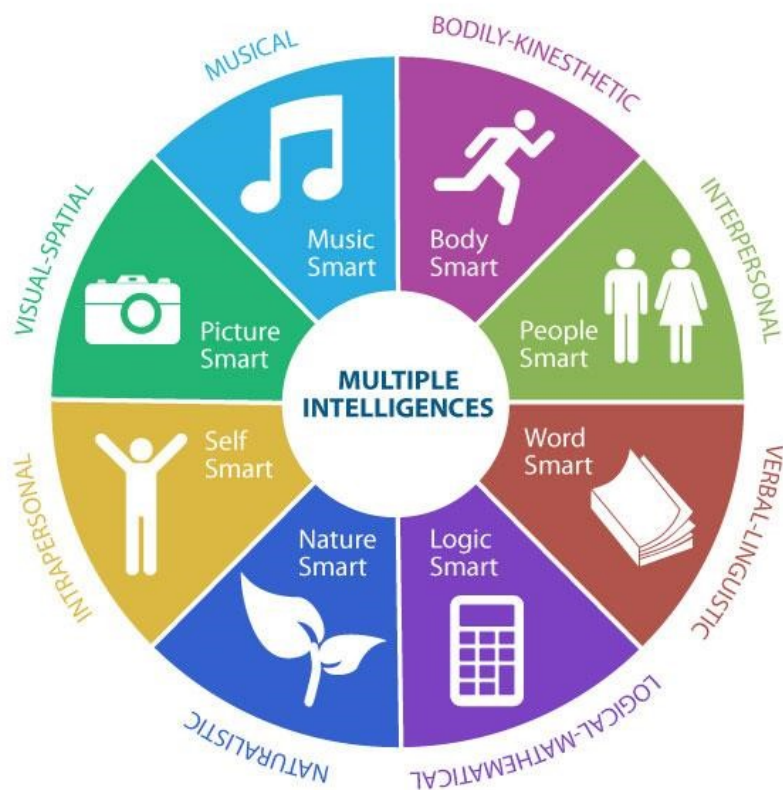 MUSICAL
BODILY-KINESTHETIC
INTERPERSONAL
VERBAL-LINGUISTIC
LOGICAL-MATHEMATICAL
NATURALISTIC
INTRAPERSONAL
VISUAL-SPATIAL
Music
Smart
Body
Smart
People
Smart
Word
Smart
Logic
Smart
Nature
Smart
Self
Smart
Picture
Smart
MULTIPLE
INTELLIGENCES